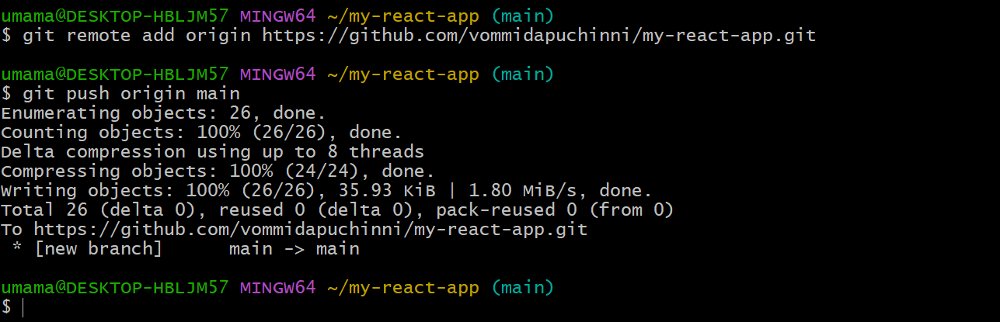 umama@DESKTOP-HBLJM57 MINGW64 ~/my-react-app (main)
$ git remote add origin https://github.com/vommidapuchinni/my-react-app.git
umama@DESKTOP-HBLJM57 MINGW64 ~/my-react-app (main)
$ git push origin main
Enumerating objects: 26, done.
Counting objects: 100% (26/26), done.
Delta compression using up to 8 threads
Compressing objects: 100% (24/24), done.
Writing objects: 100% (26/26), 35.93 KiB | 1.80 MiB/s, done.
Total 26 (delta 0), reused 0 (delta 0), pack-reused 0 (from 0)
To https://github.com/vommidapuchinni/my-react-app.git
 * [new branch]      main -> main
umama@DESKTOP-HBLJM57 MINGW64 ~/my-react-app (main)
$